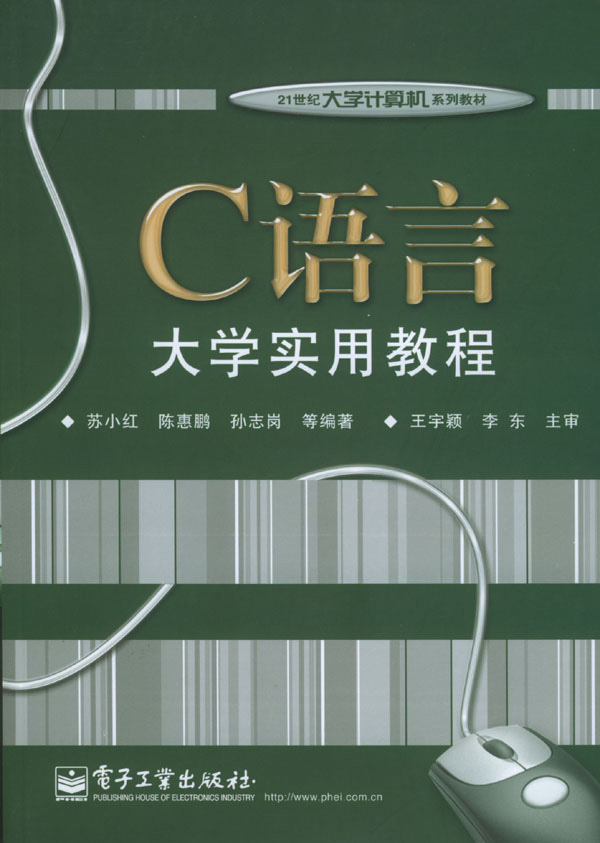 21世纪大学计算机系列教材
C语言
大学实用教程
◆ 苏小红 陈惠鹏 孙志岗 等编著 ◆ 王宇颖 李东 主审
電子工業出版社
PUBLISHING HOUSE OF ELECTRONICS INDUSTRY http://www.phei.com.cn